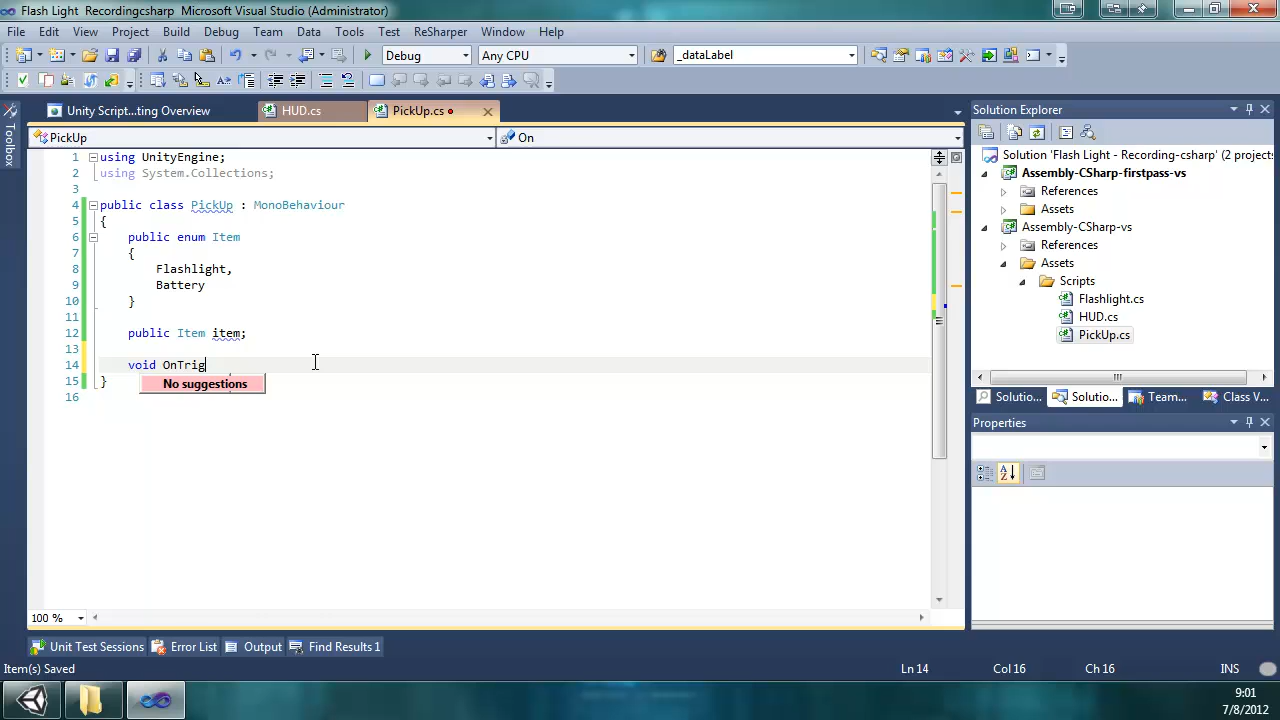 Flash Light Recordingcsharp Microsoft Visual Studio (Administrator)
File Edit View Project Build Debug Team Data Tools Test ReSharper Window Help
Debug Any CPU _dataLabel
Unity Script...ting Overview HUD.cs PickUp.cs
PickUp On
1 using UnityEngine;
2 using System.Collections;
3
4 public class PickUp : MonoBehaviour
5 {
6 public enum Item
7 {
8 Flashlight,
9 Battery
10 }
11
12 public Item item;
13
14 void OnTrig
15 }
No suggestions
16
100 %
Toolbox
Solution Explorer
Solution 'Flash Light - Recording-csharp' (2 projects
Assembly-CSharp-firstpass-vs
References
Assets
Assembly-CSharp-vs
References
Assets
Scripts
Flashlight.cs
HUD.cs
PickUp.cs
Solutio... Solutio... Team... Class V...
Properties
Unit Test Sessions Error List Output Find Results 1
Item(s) Saved Ln 14 Col 16 Ch 16 INS
9:01
7/8/2012